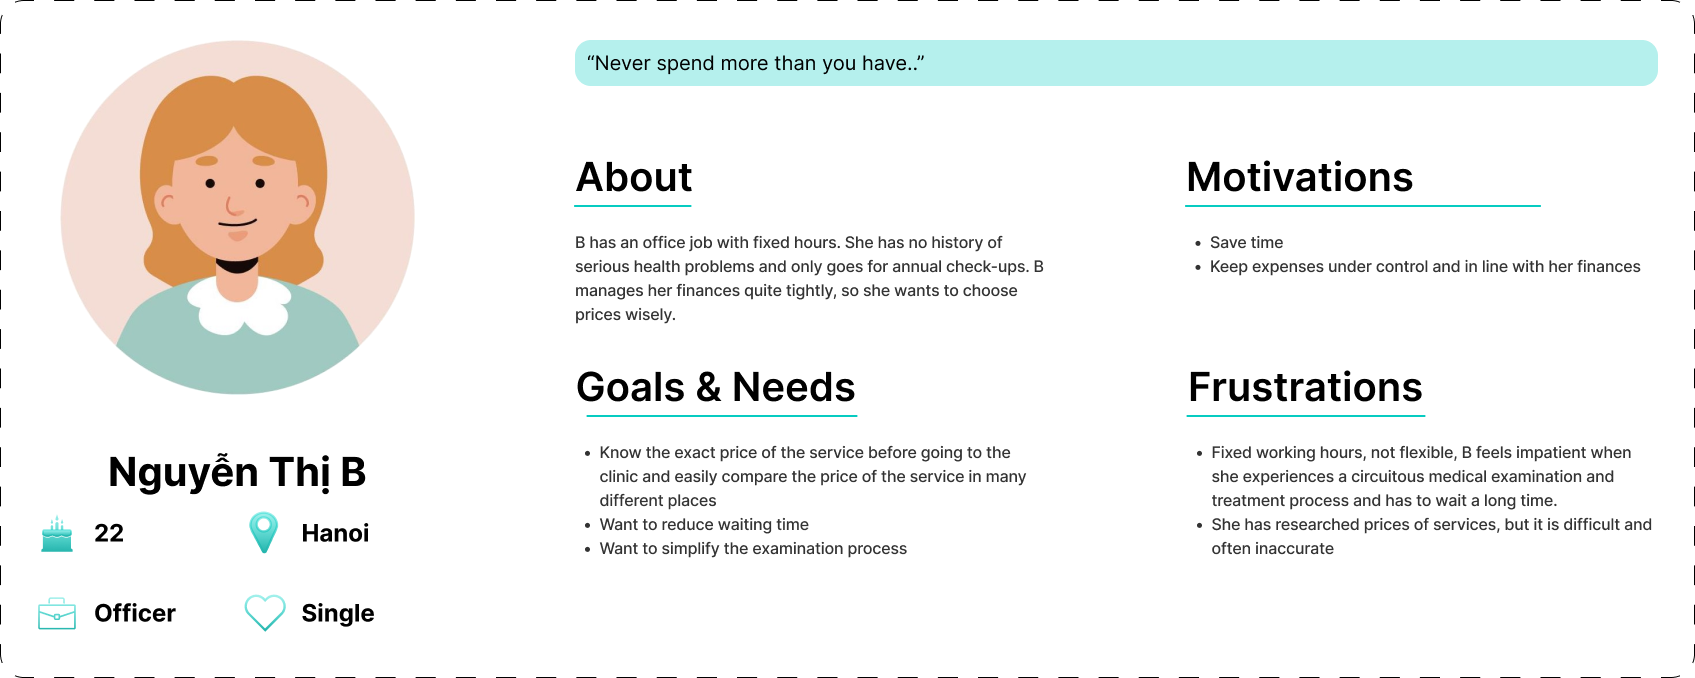 “Never spend more than you have..”
About
B has an office job with fixed hours. She has no history of
serious health problems and only goes for annual check-ups. B
manages her finances quite tightly, so she wants to choose
prices wisely.
Motivations
• Save time
• Keep expenses under control and in line with her finances
Goals & Needs
• Know the exact price of the service before going to the
clinic and easily compare the price of the service in many
different places
• Want to reduce waiting time
• Want to simplify the examination process
Frustrations
• Fixed working hours, not flexible, B feels impatient when
she experiences a circuitous medical examination and
treatment process and has to wait a long time.
• She has researched prices of services, but it is difficult and
often inaccurate
Nguyễn Thị B
22
Hanoi
Officer
Single